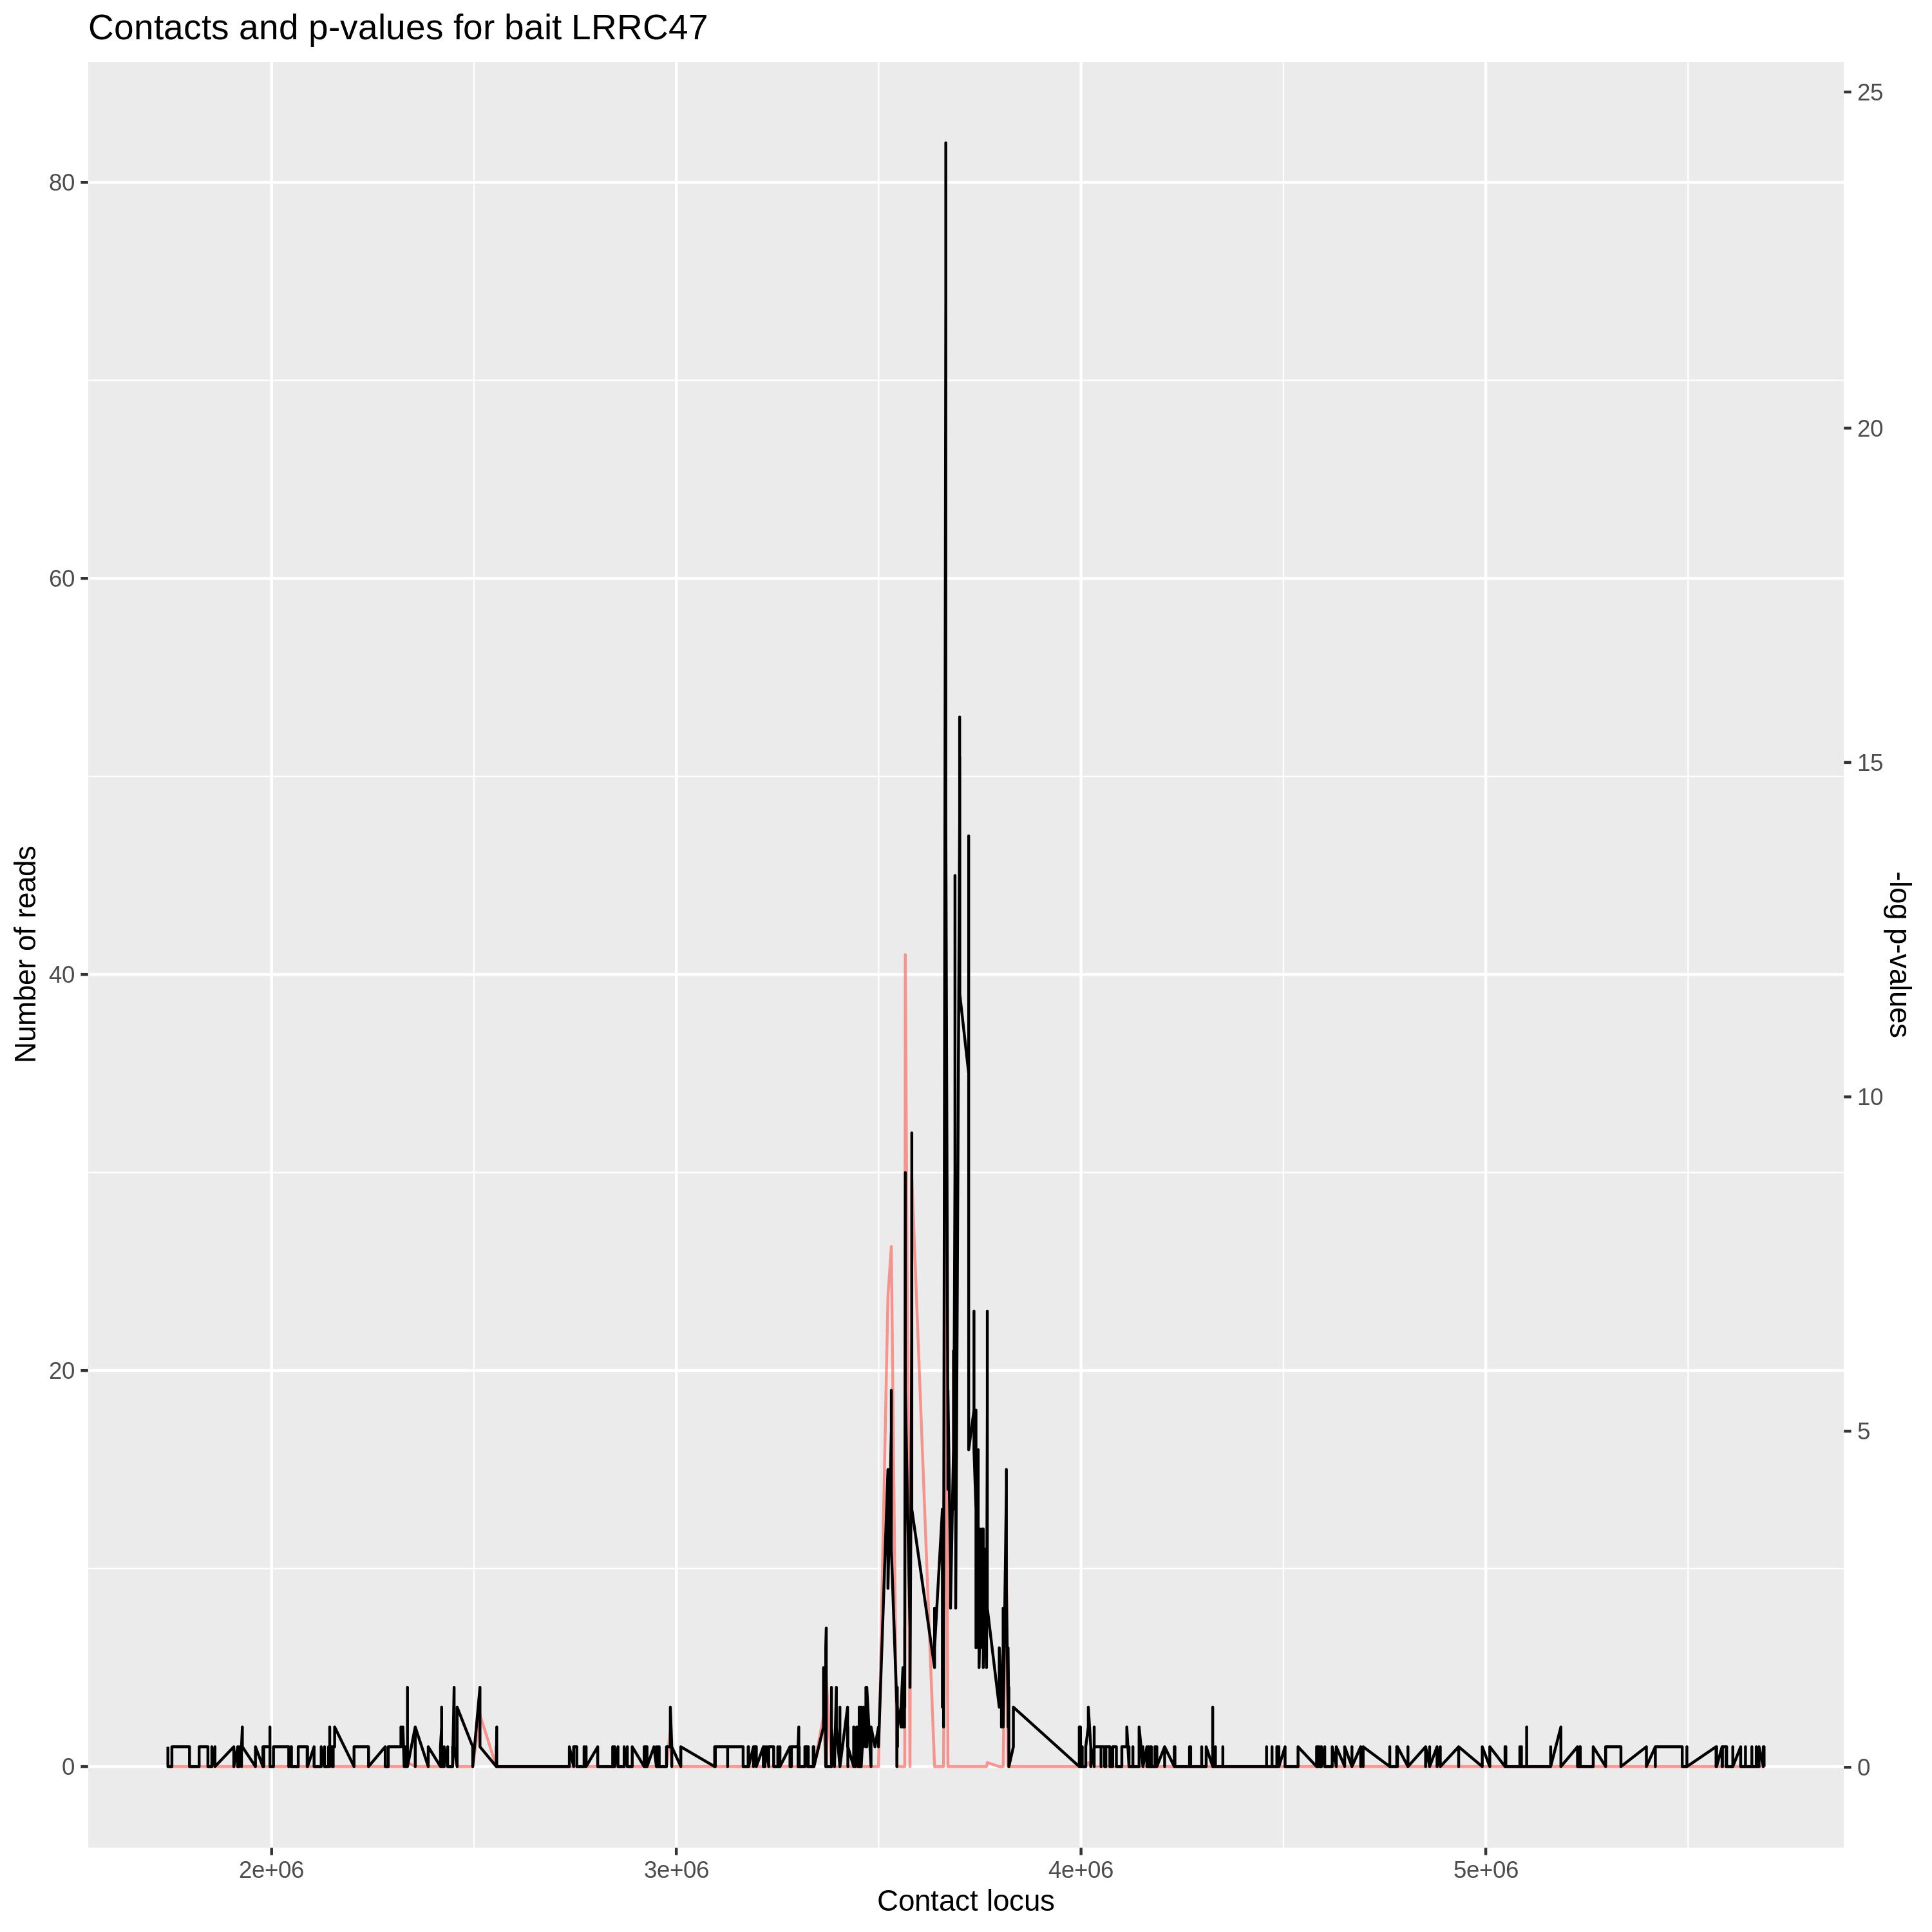 Contacts and p-values for bait LRRC47
80
60
40
20
0
Number of reads
25
20
15
10
5
0
-log p-values
2e+06
3e+06
4e+06
5e+06
Contact locus